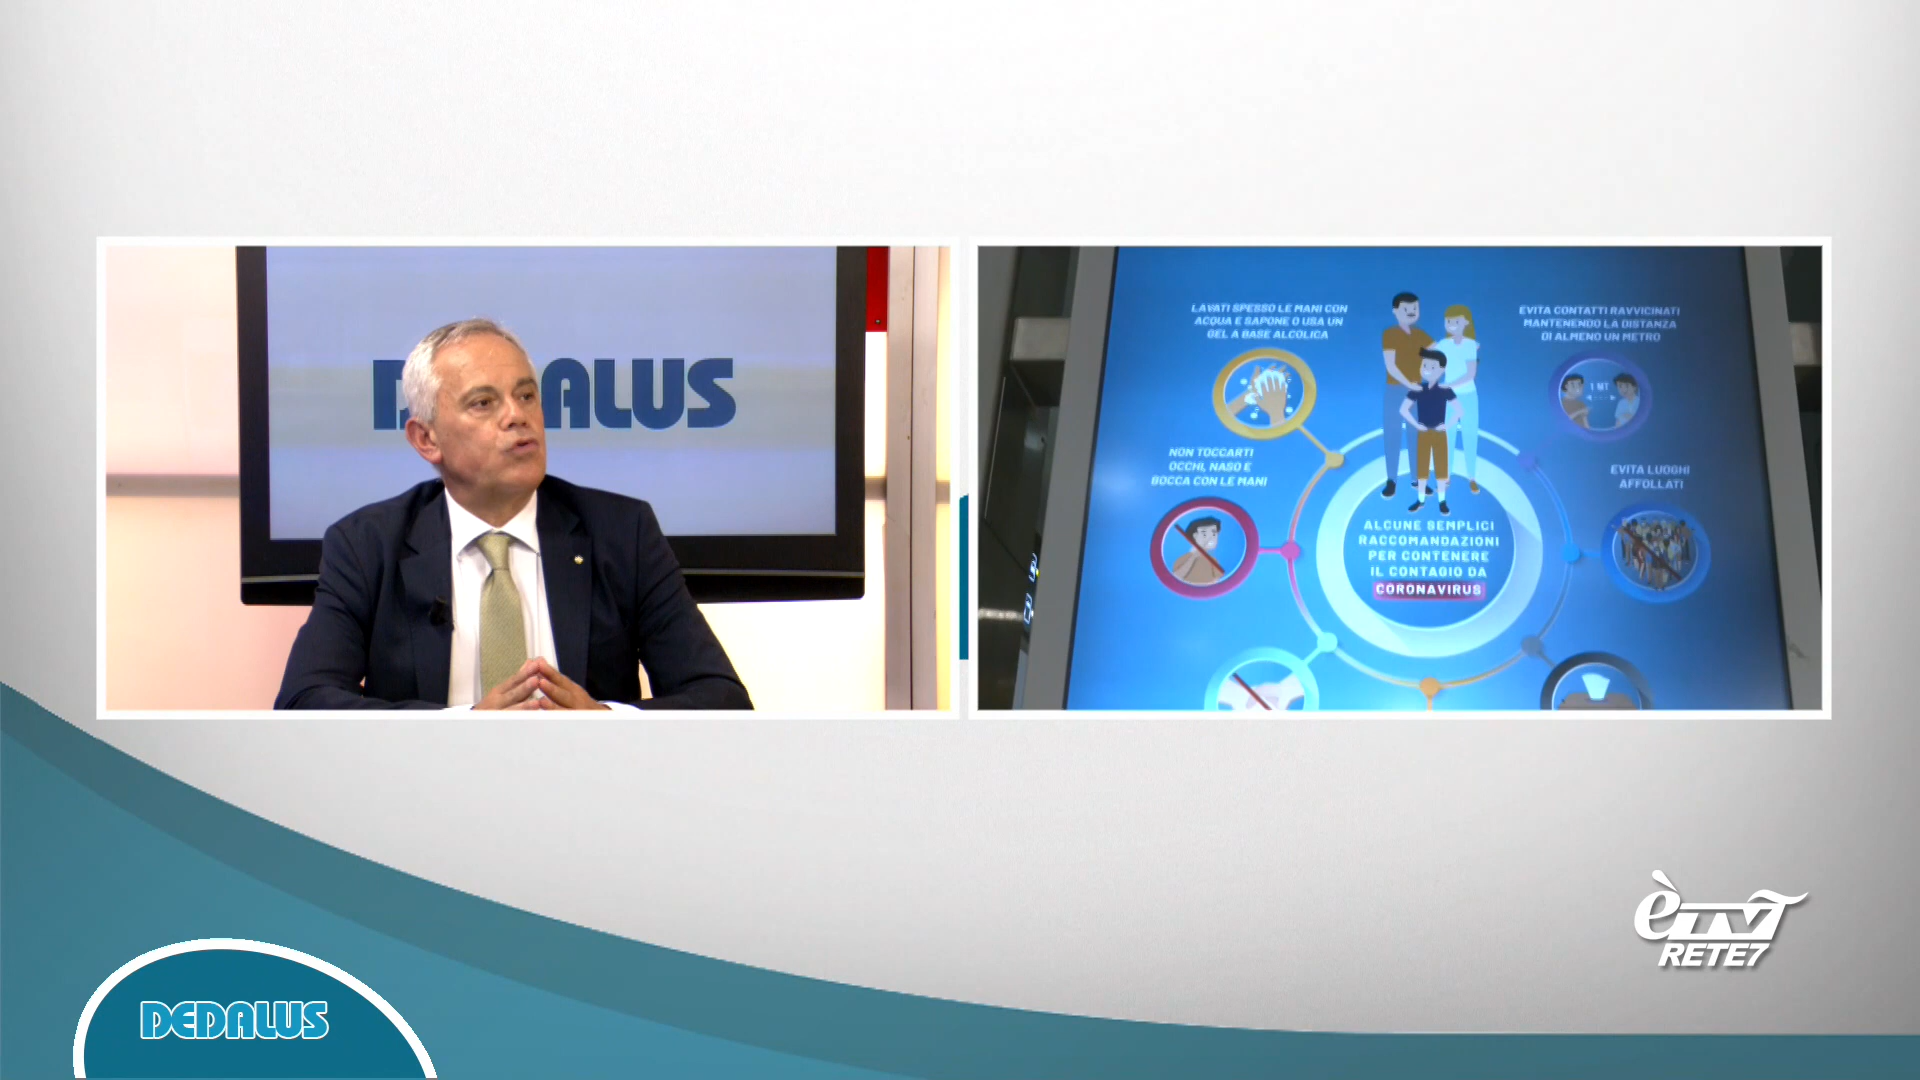 DEDALUS
LAVATI SPESSO LE MANI CON
ACQUA E SAPONE O USA UN
GEL A BASE ALCOLICA
EVITA CONTATTI RAVVICINATI
MANTENENDO LA DISTANZA
DI ALMENO UN METRO
1 MT
NON TOCCARTI
OCCHI, NASO E
BOCCA CON LE MANI
EVITA LUOGHI
AFFOLLATI
ALCUNE SEMPLICI
RACCOMANDAZIONI
PER CONTENERE
IL CONTAGIO DA
CORONAVIRUS
èTV
RETE7
DEDALUS